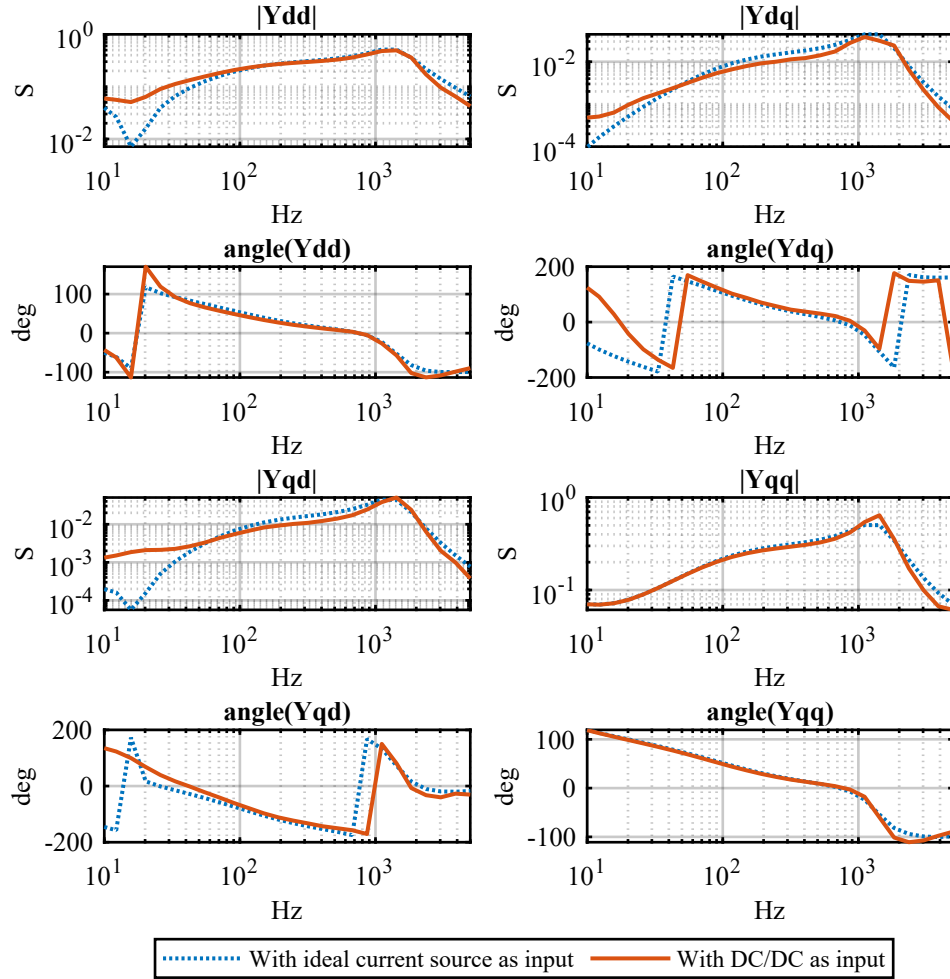 |Ydd|
10^0
10^-2
S
10^1 10^2 10^3
Hz
|Ydq|
10^-2
10^-4
S
10^1 10^2 10^3
Hz
angle(Ydd)
100
0
-100
deg
10^1 10^2 10^3
Hz
angle(Ydq)
200
0
-200
deg
10^1 10^2 10^3
Hz
|Yqd|
10^-2
10^-3
10^-4
S
10^1 10^2 10^3
Hz
|Yqq|
10^0
10^-1
S
10^1 10^2 10^3
Hz
angle(Yqd)
200
0
-200
deg
10^1 10^2 10^3
Hz
angle(Yqq)
100
0
-100
deg
10^1 10^2 10^3
Hz
With ideal current source as input With DC/DC as input